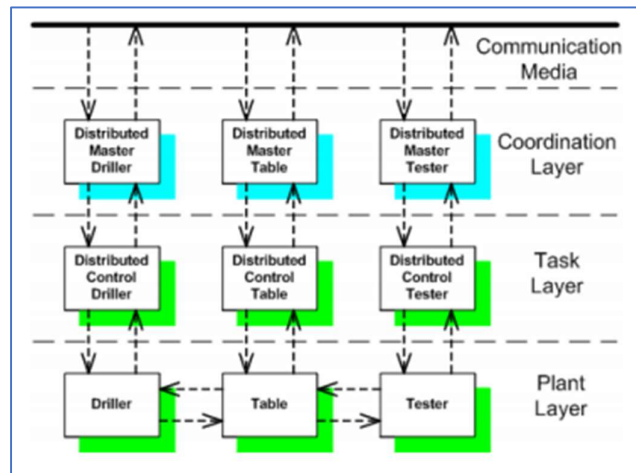 Communication
Media
Distributed
Master
Driller
Distributed
Master
Table
Distributed
Master
Tester
Coordination
Layer
Distributed
Control
Driller
Distributed
Control
Table
Distributed
Control
Tester
Task
Layer
Driller
Table
Tester
Plant
Layer